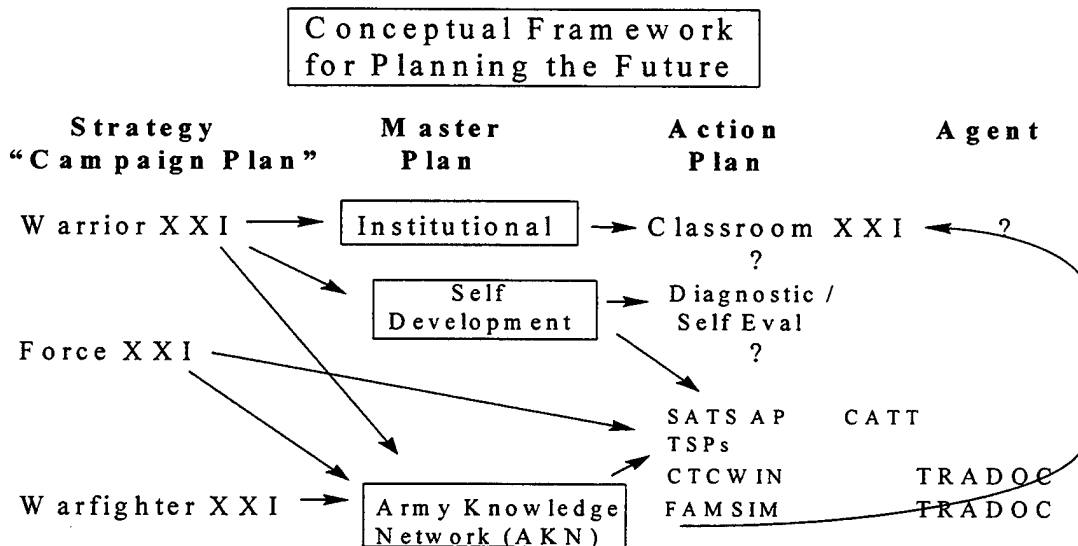 Conceptual Framework
for Planning the Future
Strategy
"Campaign Plan"
Master
Plan
Action
Plan
Agent
Warrior XXI
Institutional
Classroom XXI
?
?
Self
Development
Diagnostic /
Self Eval
?
Force XXI
SATSAP CATT
TSPs
CTCWIN TRADOC
Warfighter XXI
Army Knowledge
Network (AKN)
FAMSIM TRADOC